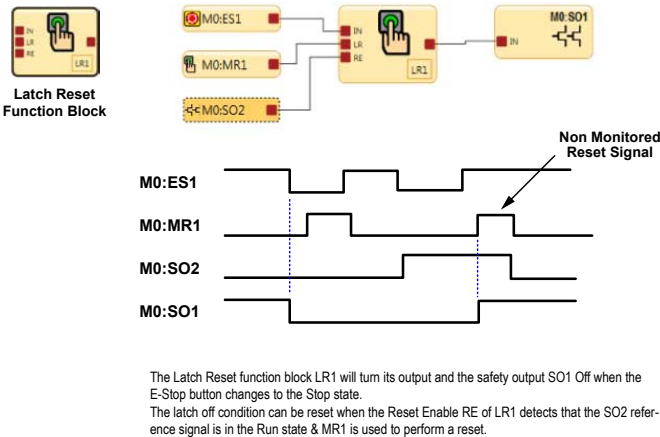 IN
LR
RE
LR1
Latch Reset
Function Block
M0:ES1
M0:MR1
M0:SO2
IN
LR
RE
LR1
M0:SO1
IN
Non Monitored
Reset Signal
M0:ES1
M0:MR1
M0:SO2
M0:SO1
The Latch Reset function block LR1 will turn its output and the safety output SO1 Off when the
E-Stop button changes to the Stop state.
The latch off condition can be reset when the Reset Enable RE of LR1 detects that the SO2 refer-
ence signal is in the Run state & MR1 is used to perform a reset.